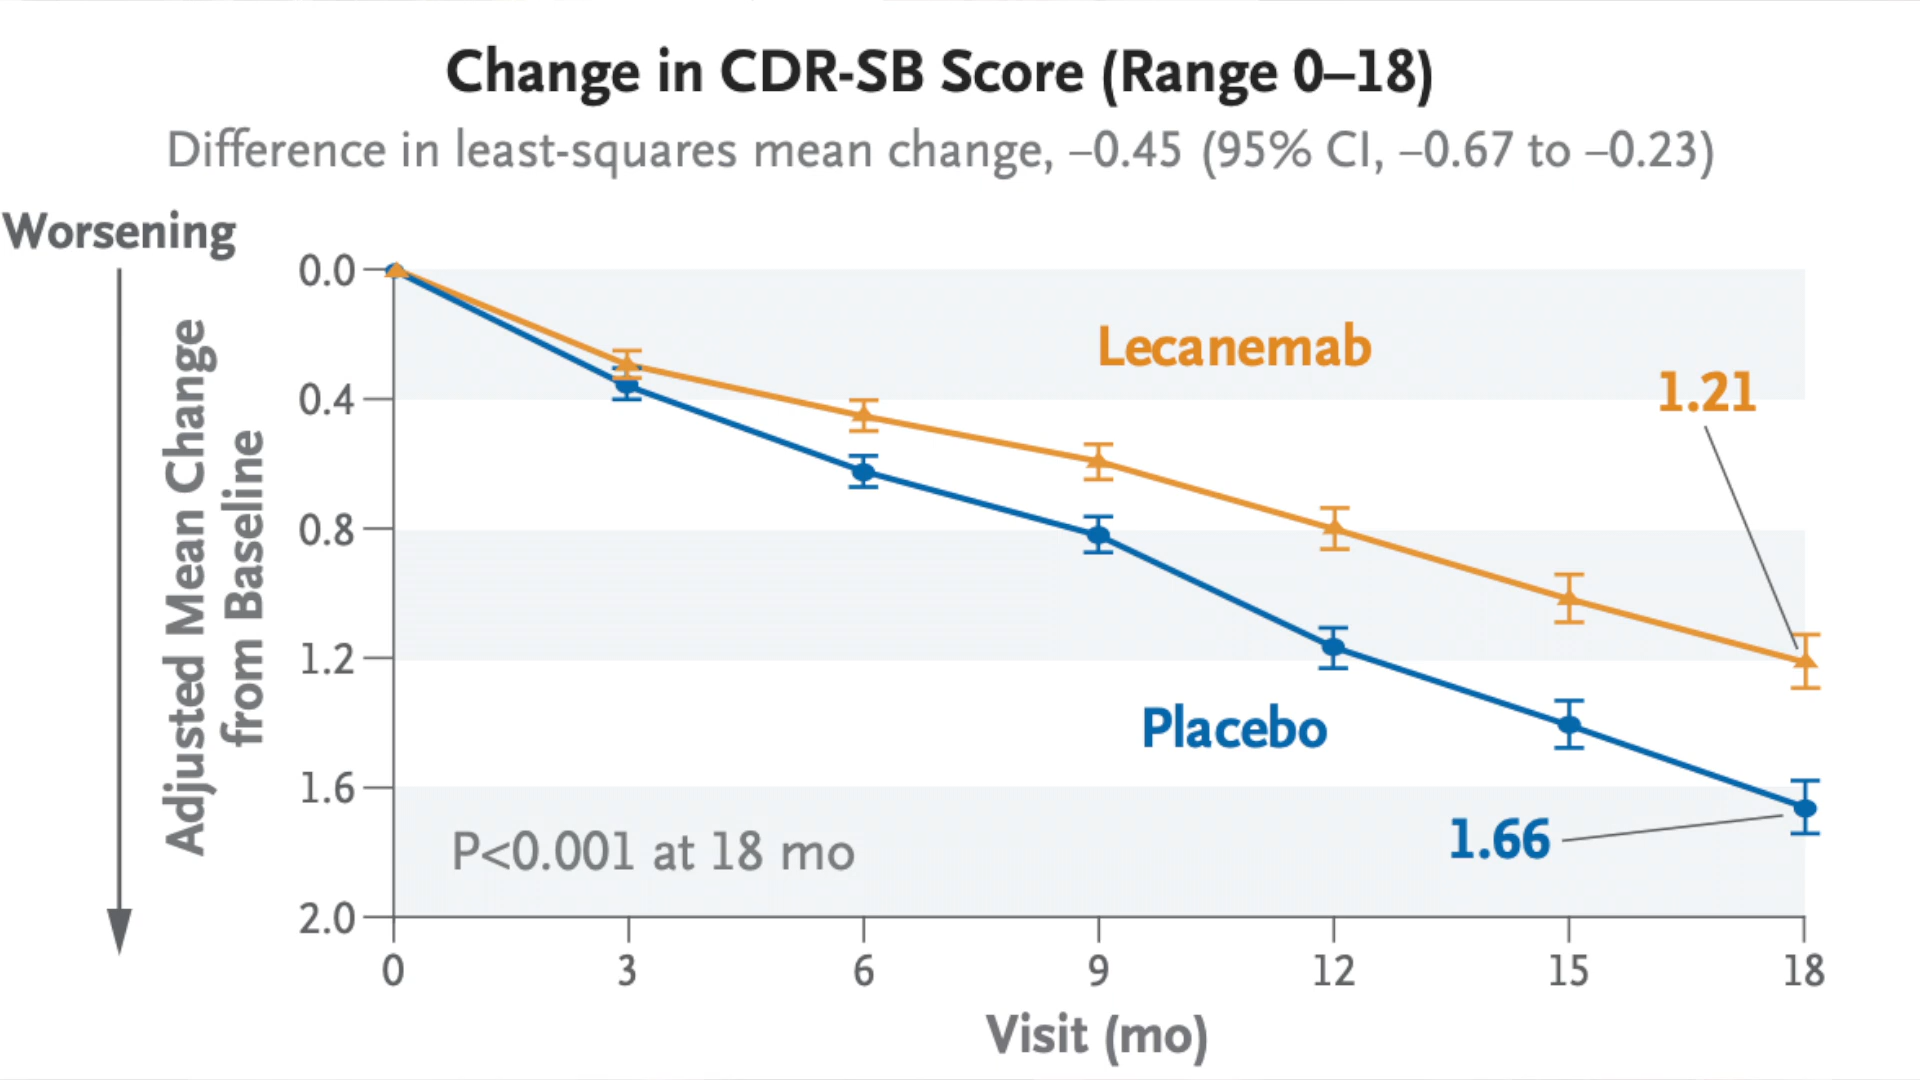 Change in CDR-SB Score (Range 0–18)
Difference in least-squares mean change, –0.45 (95% CI, –0.67 to –0.23)
Worsening
Adjusted Mean Change
from Baseline
0.0
0.4
0.8
1.2
1.6
2.0
Lecanemab
1.21
Placebo
1.66
P<0.001 at 18 mo
0
3
6
9
12
15
18
Visit (mo)